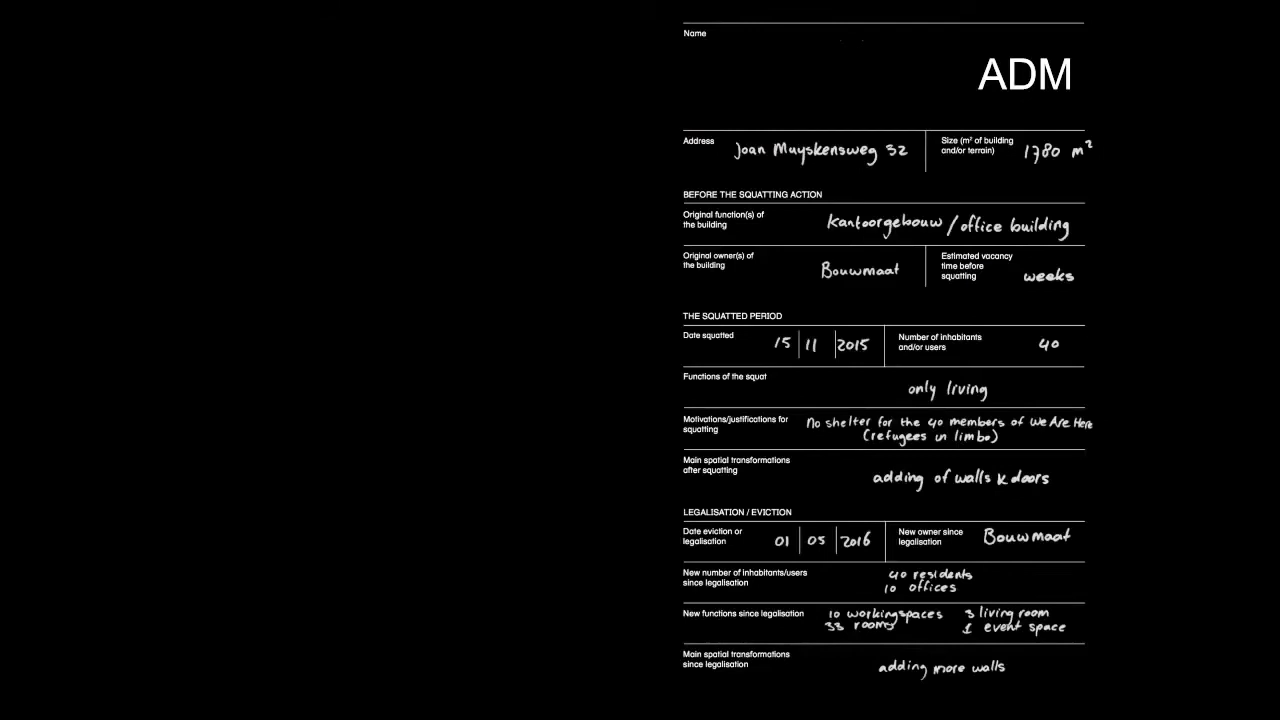 Name
ADM
Address
Joan Muyskensweg 32
Size (m² of building
and/or terrain)
1780 m²
BEFORE THE SQUATTING ACTION
Original function(s) of
the building
kantoorgebouw / office building
Original owner(s) of
the building
Bouwmaat
Estimated vacancy
time before
squatting
weeks
THE SQUATTED PERIOD
Date squatted
15 | 11 | 2015
Number of inhabitants
and/or users
40
Functions of the squat
only living
Motivations/justifications for
squatting
No shelter for the 40 members of We Are Here
(refugees in limbo)
Main spatial transformations
after squatting
adding of walls & doors
LEGALISATION / EVICTION
Date eviction or
legalisation
01 | 05 | 2016
New owner since
legalisation
Bouwmaat
New number of inhabitants/users
since legalisation
40 residents
10 offices
New functions since legalisation
10 workingspaces 3 living room
33 rooms 1 event space
Main spatial transformations
since legalisation
adding more walls